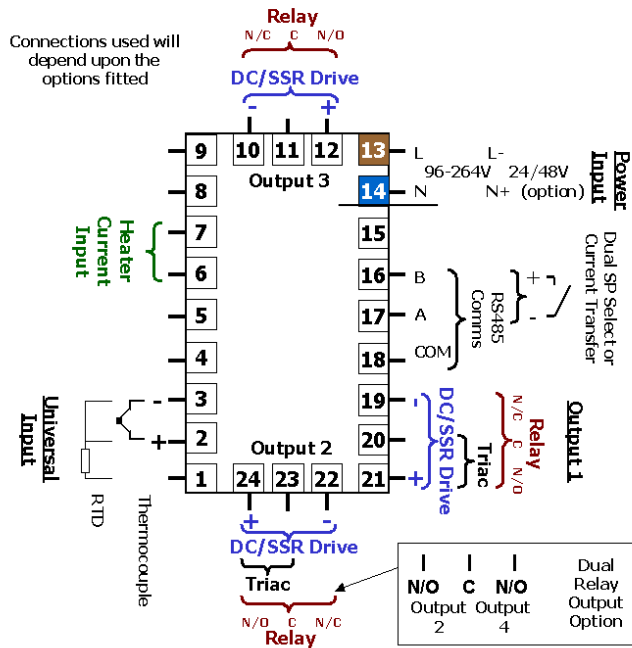 Connections used will
depend upon the
options fitted
Relay
N/C C N/O
DC/SSR Drive
- +
9 10 11 12 13 L L-
96-264V 24/48V
Output 3
8 14 N N+ (option)
Power
Input
7 15
Heater
Current
Input
6 16 B
5 17 A
4 18 COM
RS485
Comms
+
-
Dual SP Selector
Current Transfer
3 19 -
2 20
1 21 +
- +
Universal
Input
RTD
Thermocouple
DC/SSR Drive
Triac
N/C C N/O
Relay
Output 1
Output 2
24 23 22
+ -
DC/SSR Drive
Triac
N/O C N/C
Relay
N/O C N/O
Output Output
2 4
Dual
Relay
Output
Option